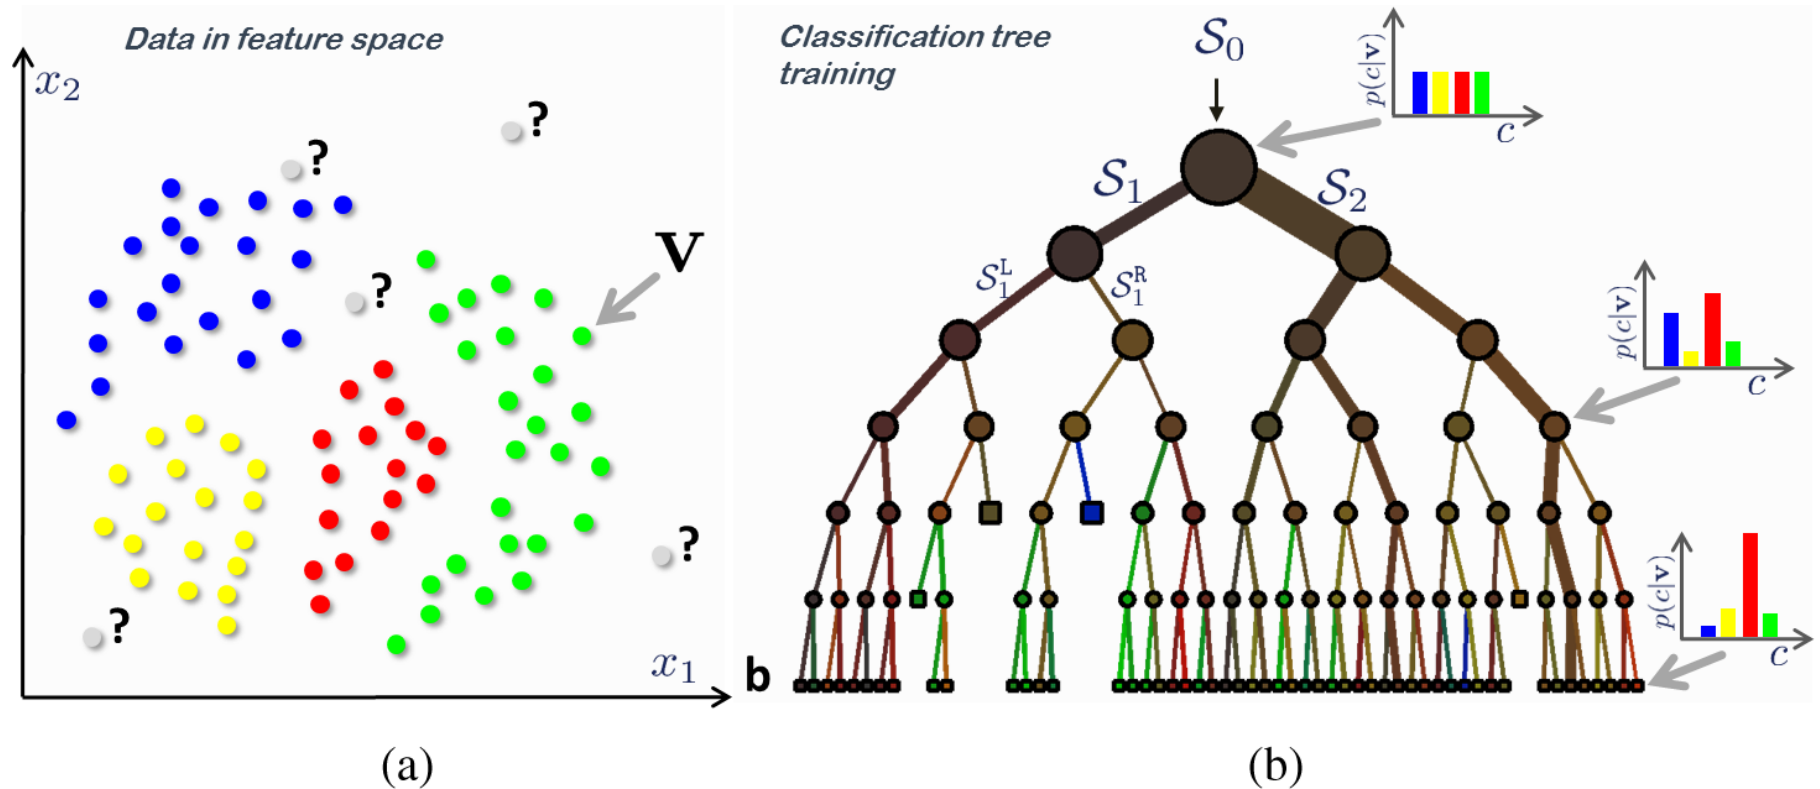 Data in feature space
x₂
?
?
?
V
?
?
x₁
(a)
Classification tree
training
S₀
S₁
S₂
S₁ᴸ
S₁ᴿ
p(c|v)
c
p(c|v)
c
p(c|v)
c
b
(b)